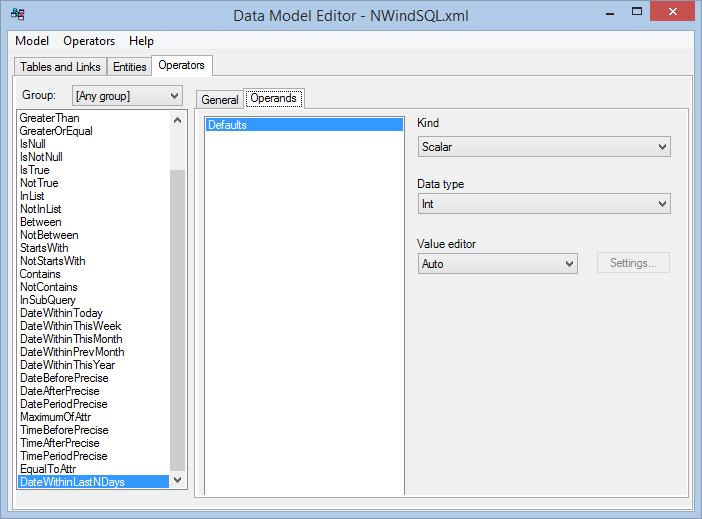 Data Model Editor - NWindSQL.xml
Model Operators Help
Tables and Links Entities Operators
Group: [Any group]
GreaterThan
GreaterOrEqual
IsNull
IsNotNull
IsTrue
NotTrue
InList
NotInList
Between
NotBetween
StartsWith
NotStartsWith
Contains
NotContains
InSubQuery
DateWithinToday
DateWithinThisWeek
DateWithinThisMonth
DateWithinPrevMonth
DateWithinThisYear
DateBeforePrecise
DateAfterPrecise
DatePeriodPrecise
MaximumOfAttr
TimeBeforePrecise
TimeAfterPrecise
TimePeriodPrecise
EqualToAttr
DateWithinLastNDays
General Operands
Defaults
Kind
Scalar
Data type
Int
Value editor
Auto Settings...